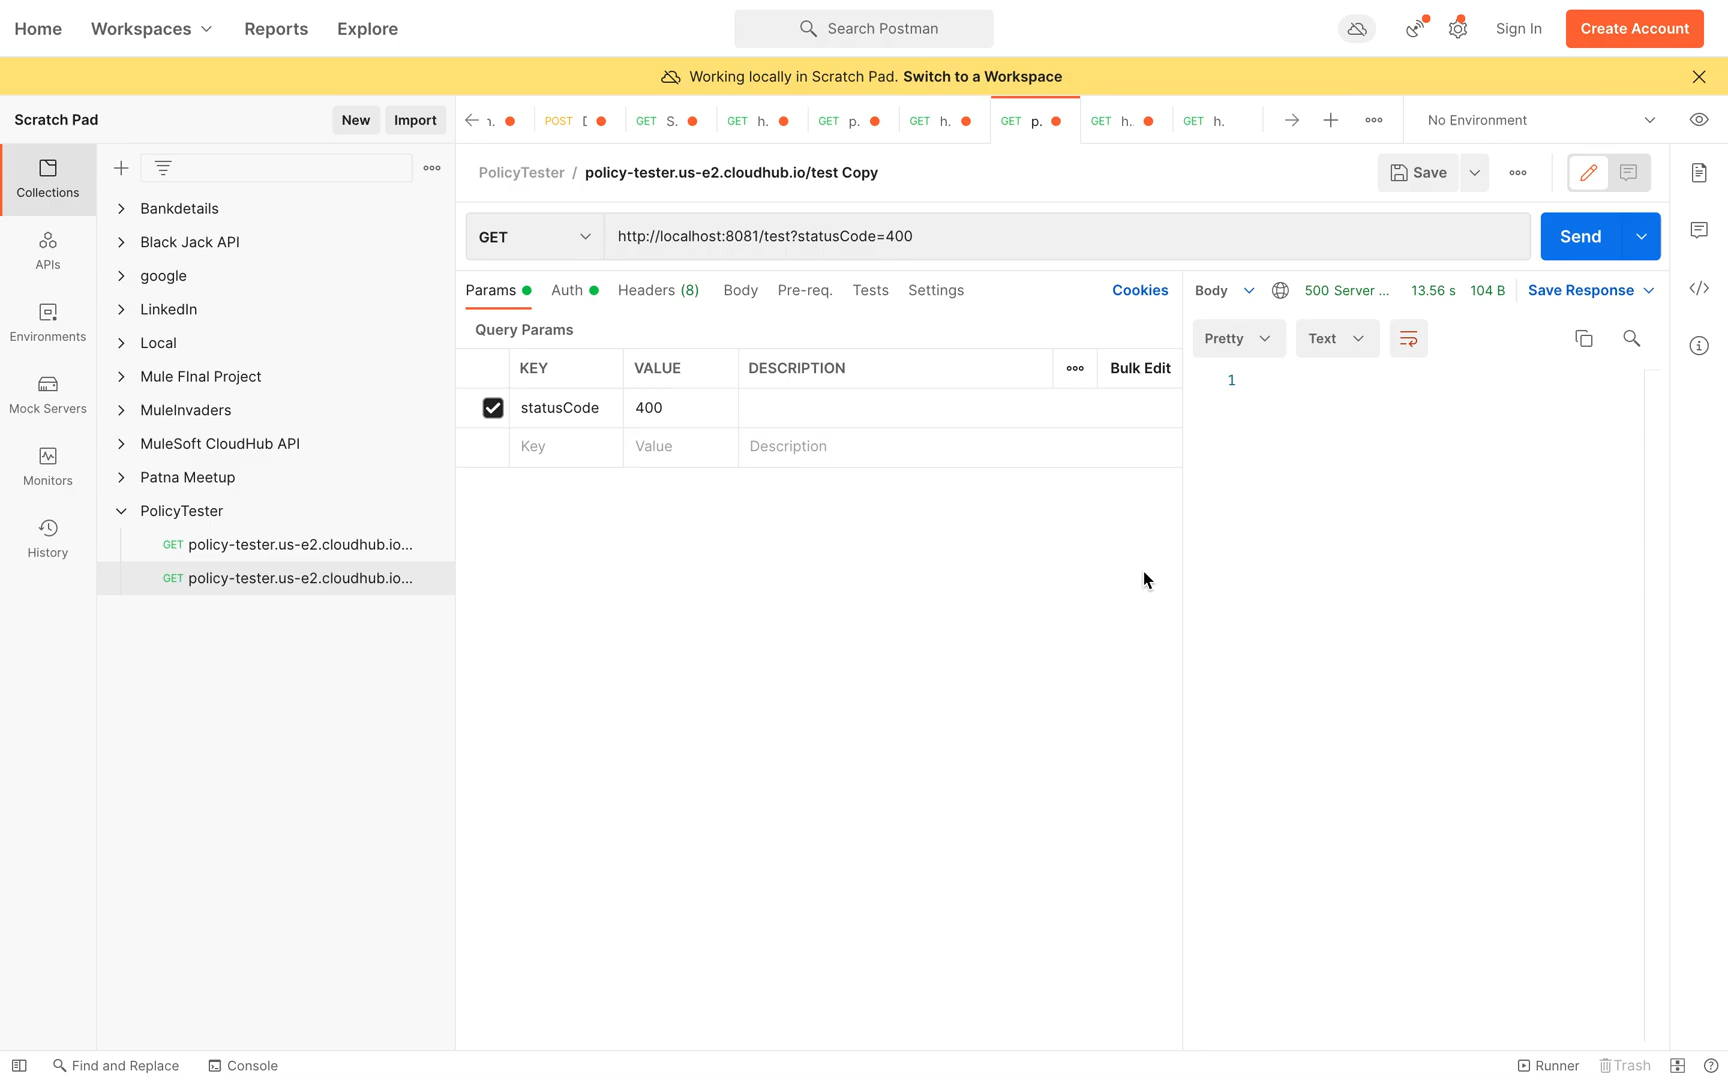 Home Workspaces Reports Explore Search Postman Sign In Create Account
Working locally in Scratch Pad. Switch to a Workspace
Scratch Pad New Import
POST GET S. GET h. GET p. GET h. GET p. GET h. GET h. No Environment
Collections
APIs
Environments
Mock Servers
Monitors
History
Bankdetails
Black Jack API
google
LinkedIn
Local
Mule FInal Project
MuleInvaders
MuleSoft CloudHub API
Patna Meetup
PolicyTester
GET policy-tester.us-e2.cloudhub.io...
GET policy-tester.us-e2.cloudhub.io...
PolicyTester / policy-tester.us-e2.cloudhub.io/test Copy Save
GET http://localhost:8081/test?statusCode=400 Send
Params Auth Headers (8) Body Pre-req. Tests Settings Cookies
Query Params
KEY VALUE DESCRIPTION Bulk Edit
statusCode 400
Key Value Description
Body 500 Server ... 13.56 s 104 B Save Response
Pretty Text
1
Find and Replace Console Runner Trash